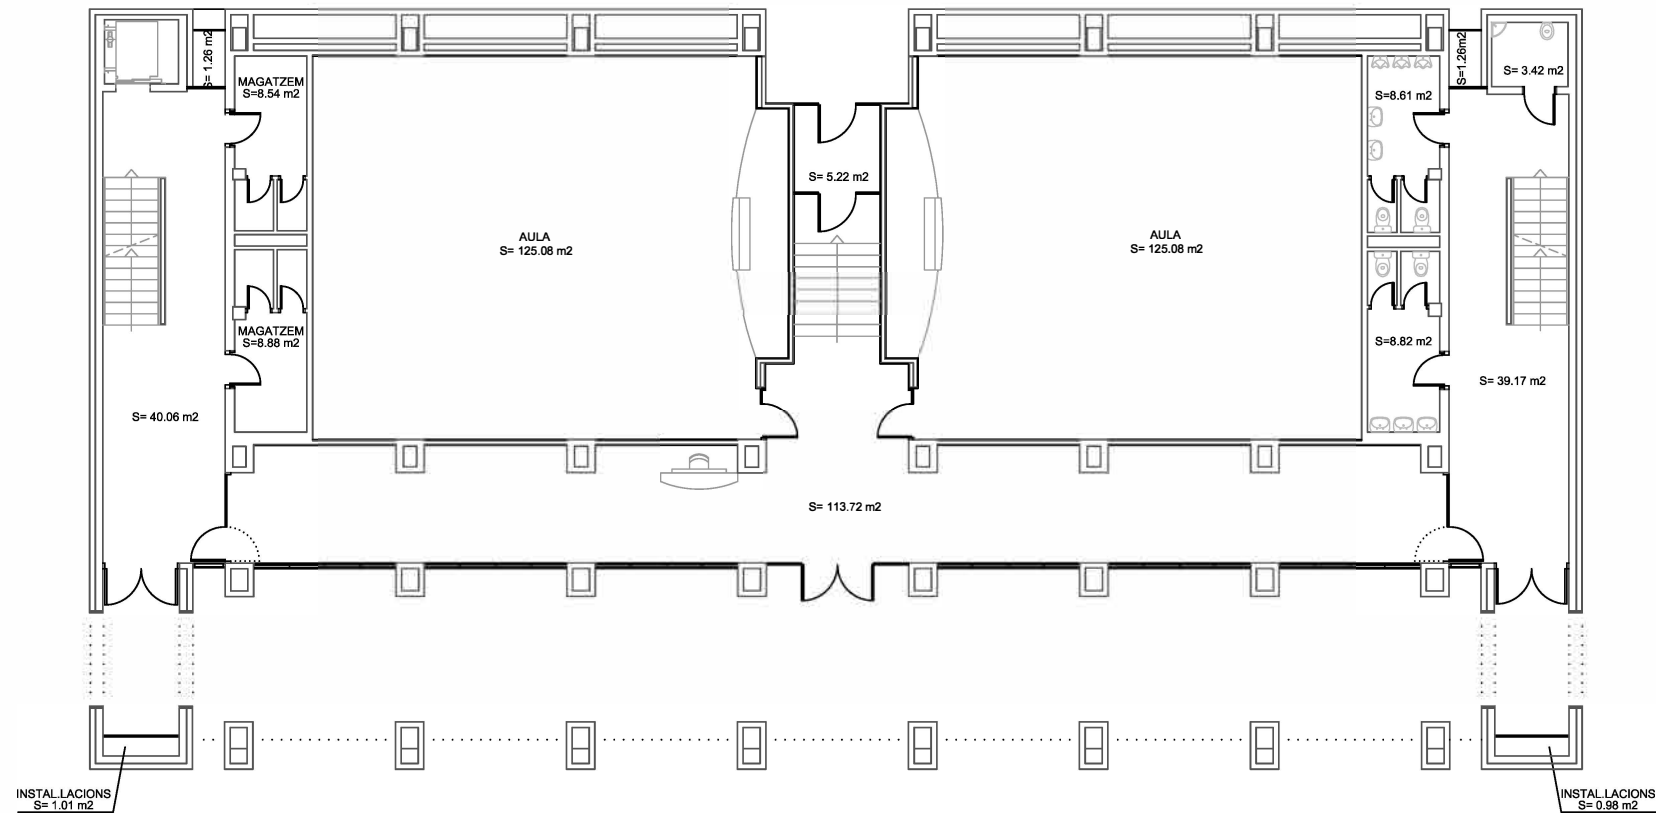 S= 1.26 m2
MAGATZEM
S=8.54 m2
S= 5.22 m2
AULA
S= 125.08 m2
AULA
S= 125.08 m2
S=8.61 m2
S=1.26m2
S= 3.42 m2
MAGATZEM
S=8.88 m2
S=8.82 m2
S= 40.06 m2
S= 39.17 m2
S= 113.72 m2
INSTAL.LACIONS
S= 1.01 m2
INSTAL.LACIONS
S= 0.98 m2